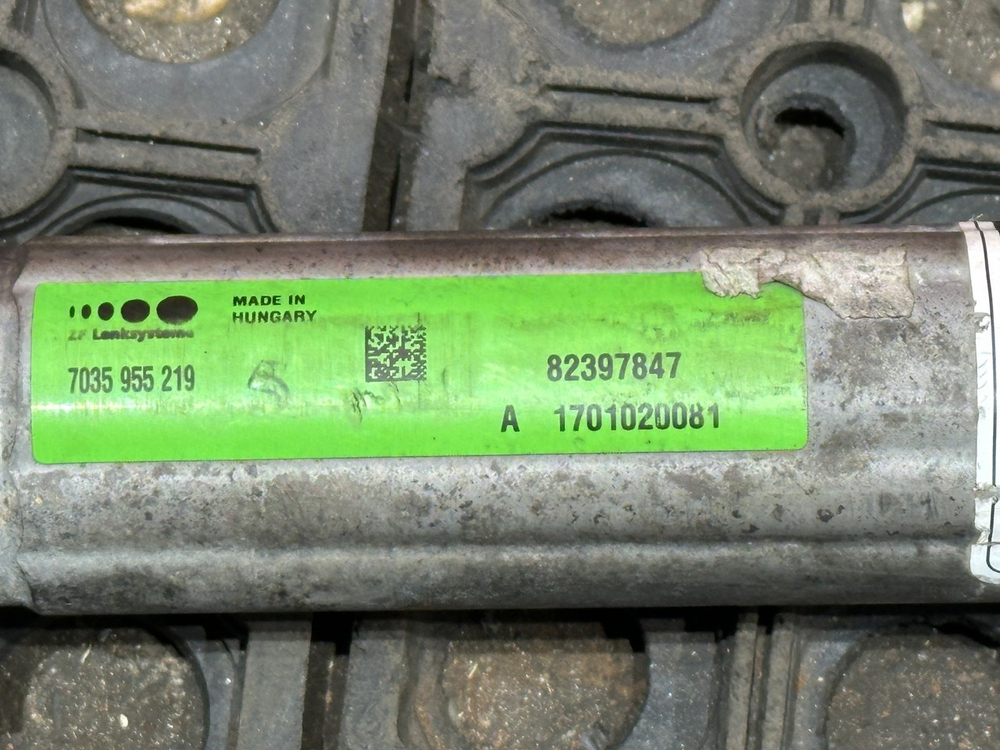 ZF Lenksysteme
MADE IN
HUNGARY
7035 955 219
82397847
A 1701020081